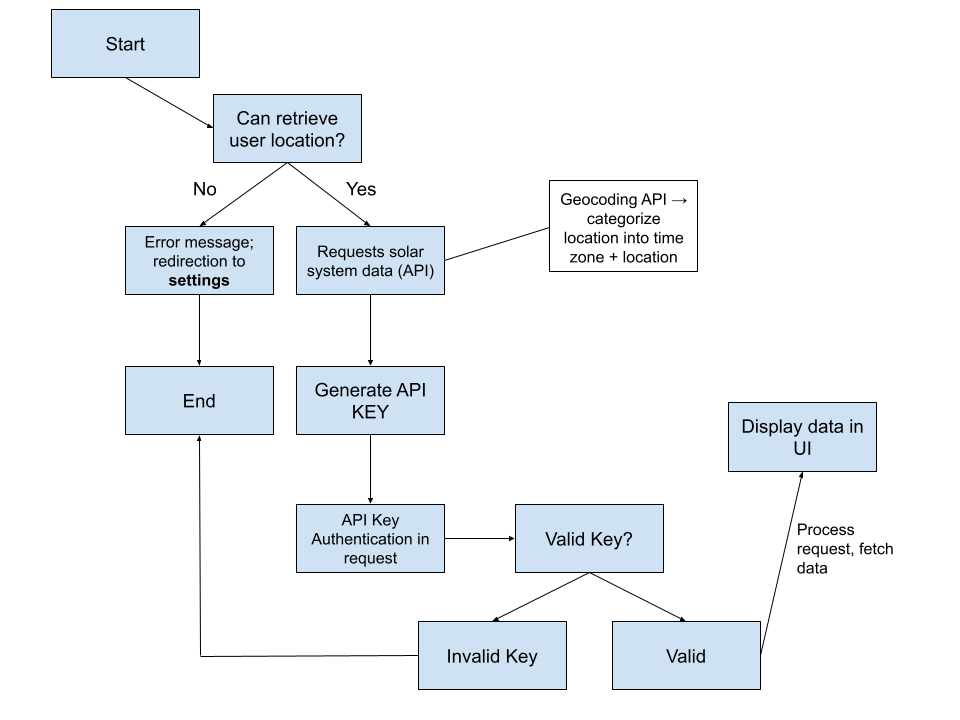 Start
Can retrieve
user location?
No
Yes
Geocoding API →
categorize
location into time
zone + location
Error message;
redirection to
settings
Requests solar
system data (API)
End
Generate API
KEY
Display data in
UI
API Key
Authentication in
request
Valid Key?
Process
request, fetch
data
Invalid Key
Valid